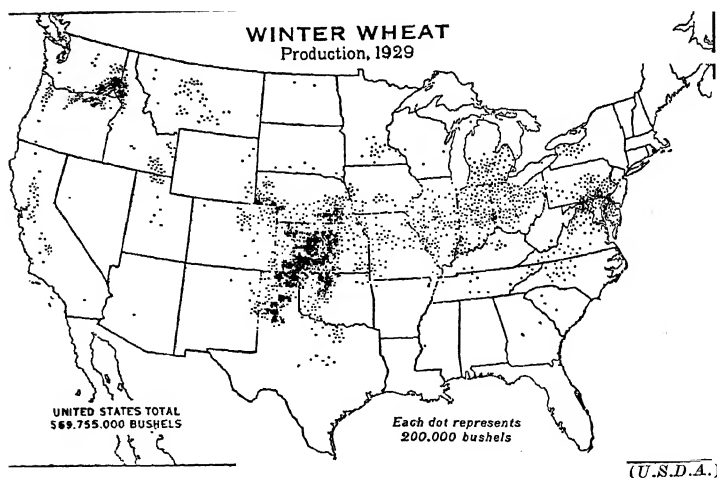 WINTER WHEAT
Production, 1929
UNITED STATES TOTAL
569.755.000 BUSHELS
Each dot represents
200.000 bushels
(U.S.D.A.)